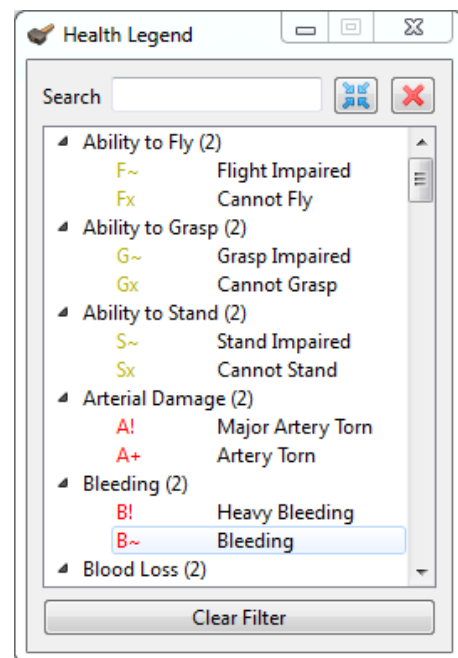 Health Legend
Search
Ability to Fly (2)
F~ Flight Impaired
Fx Cannot Fly
Ability to Grasp (2)
G~ Grasp Impaired
Gx Cannot Grasp
Ability to Stand (2)
S~ Stand Impaired
Sx Cannot Stand
Arterial Damage (2)
A! Major Artery Torn
A+ Artery Torn
Bleeding (2)
B! Heavy Bleeding
B~ Bleeding
Blood Loss (2)
Clear Filter